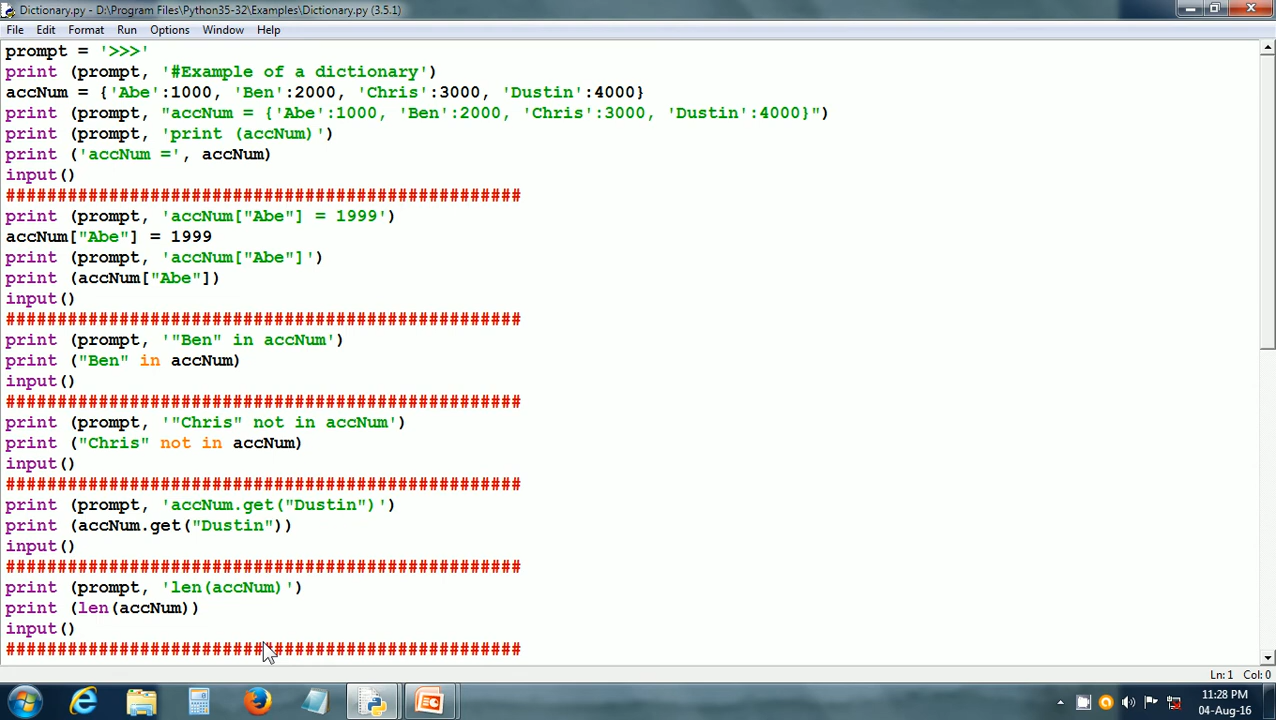 Dictionary.py - D:\Program Files\Python35-32\Examples\Dictionary.py (3.5.1)
File Edit Format Run Options Window Help
prompt = '>>>'
print (prompt, '#Example of a dictionary')
accNum = {'Abe':1000, 'Ben':2000, 'Chris':3000, 'Dustin':4000}
print (prompt, "accNum = {'Abe':1000, 'Ben':2000, 'Chris':3000, 'Dustin':4000}")
print (prompt, 'print (accNum)')
print ('accNum =', accNum)
input()
##################################################
print (prompt, 'accNum["Abe"] = 1999')
accNum["Abe"] = 1999
print (prompt, 'accNum["Abe"]')
print (accNum["Abe"])
input()
##################################################
print (prompt, '"Ben" in accNum')
print ("Ben" in accNum)
input()
##################################################
print (prompt, '"Chris" not in accNum')
print ("Chris" not in accNum)
input()
##################################################
print (prompt, 'accNum.get("Dustin")')
print (accNum.get("Dustin"))
input()
##################################################
print (prompt, 'len(accNum)')
print (len(accNum))
input()
##################################################
Ln: 1 Col: 0
11:28 PM
04-Aug-16